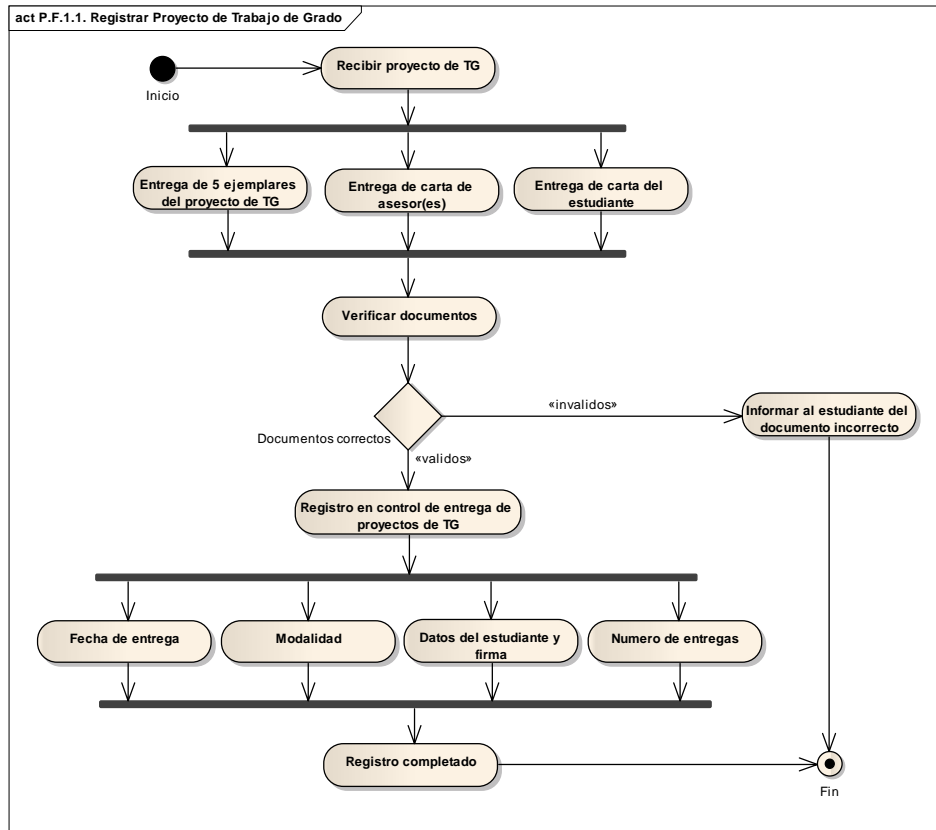 act P.F.1.1. Registrar Proyecto de Trabajo de Grado
Recibir proyecto de TG
Inicio
Entrega de 5 ejemplares
del proyecto de TG
Entrega de carta de
asesor(es)
Entrega de carta del
estudiante
Verificar documentos
«invalidos»
Informar al estudiante del
documento incorrecto
Documentos correctos
«validos»
Registro en control de entrega de
proyectos de TG
Fecha de entrega
Modalidad
Datos del estudiante y
firma
Numero de entregas
Registro completado
Fin